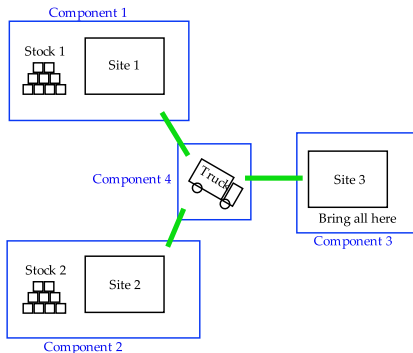 Component 1
Stock 1
Site 1
Component 4
Truck
Site 3
Bring all here
Component 3
Stock 2
Site 2
Component 2